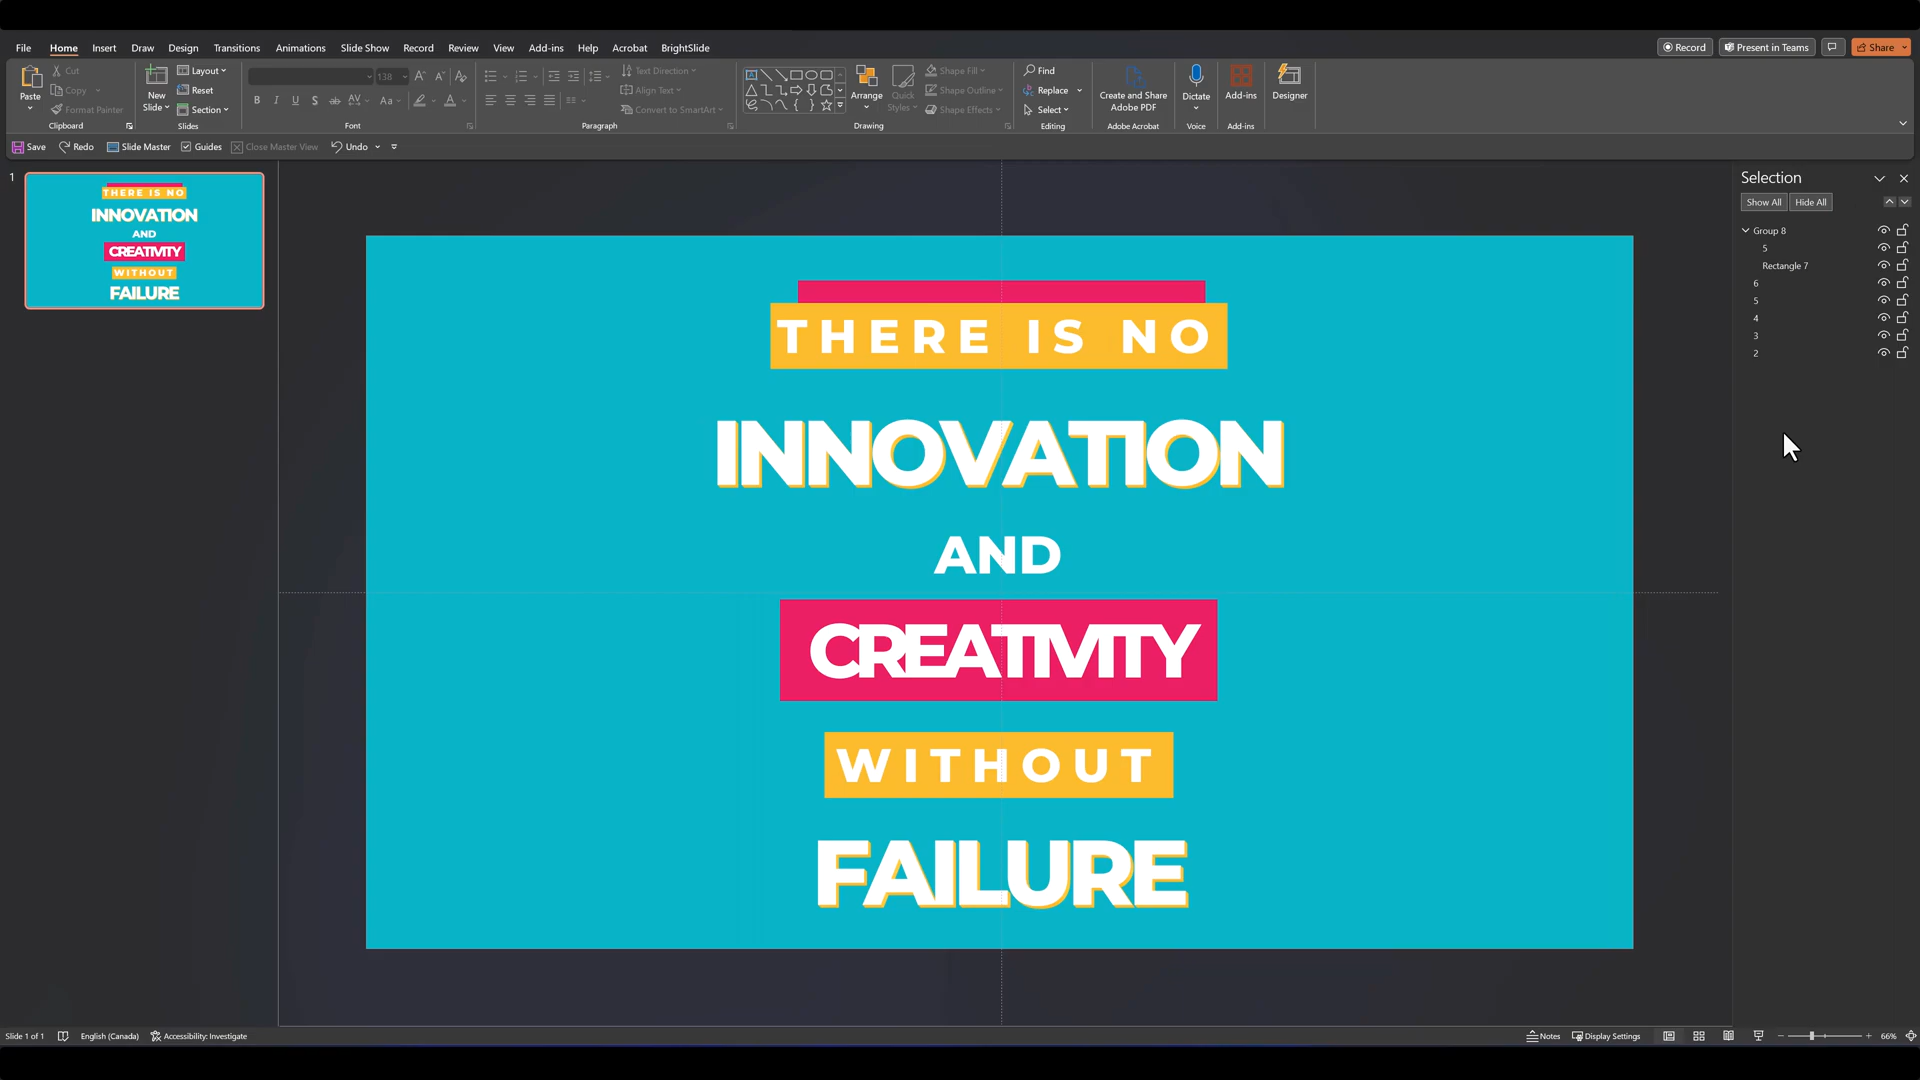 File Home Insert Draw Design Transitions Animations Slide Show Record Review View Add-ins Help Acrobat BrightSlide Record Present in Teams Share
Paste
Cut
Copy
Format Painter
Clipboard
New Slide
Layout
Reset
Section
Slides
138
Font
Text Direction
Align Text
Convert to SmartArt
Paragraph
Arrange
Quick Styles
Shape Fill
Shape Outline
Shape Effects
Drawing
Find
Replace
Select
Editing
Create and Share Adobe PDF
Adobe Acrobat
Dictate
Voice
Add-ins
Add-ins
Designer
Save Redo Slide Master Guides Close Master View Undo
1
THERE IS NO
INNOVATION
AND
CREATIVITY
WITHOUT
FAILURE
THERE IS NO
INNOVATION
AND
CREATIVITY
WITHOUT
FAILURE
Selection
Show All Hide All
Group 8
5
Rectangle 7
6
5
4
3
2
Slide 1 of 1 English (Canada) Accessibility: Investigate Notes Display Settings 66%